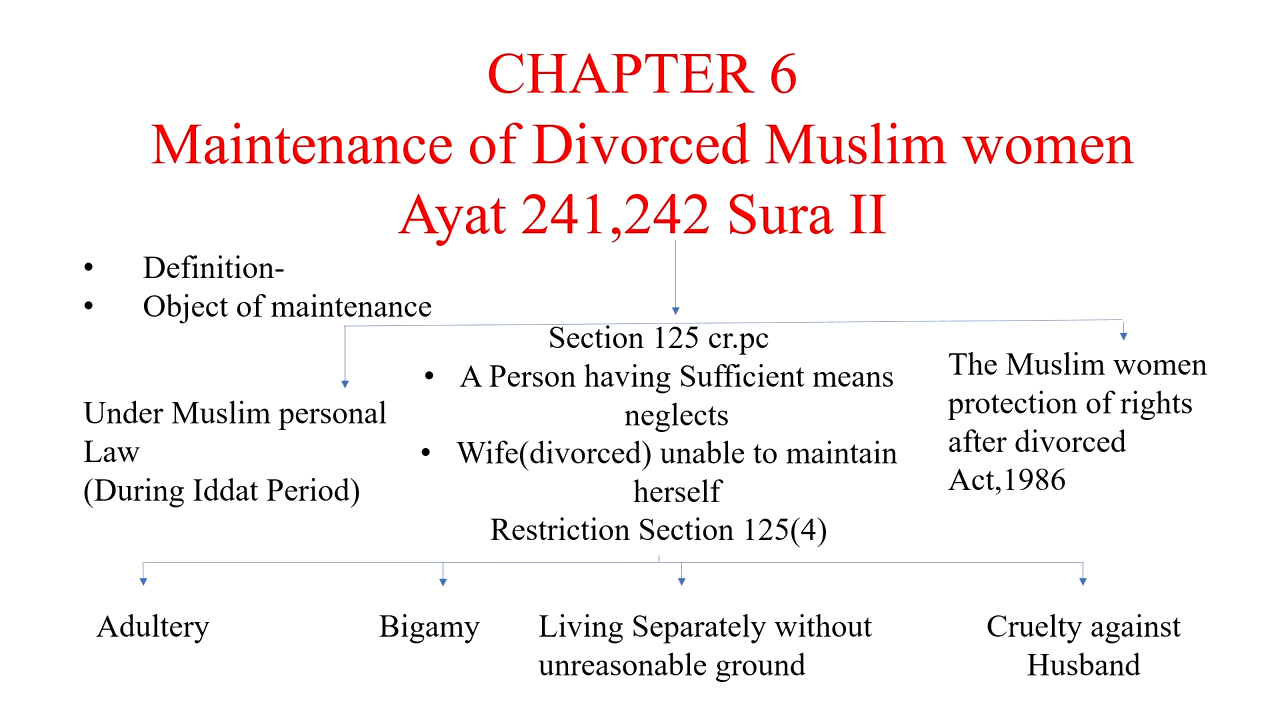 CHAPTER 6
Maintenance of Divorced Muslim women
Ayat 241,242 Sura II
• Definition-
• Object of maintenance
Under Muslim personal
Law
(During Iddat Period)
Section 125 cr.pc
• A Person having Sufficient means
neglects
• Wife(divorced) unable to maintain
herself
Restriction Section 125(4)
The Muslim women
protection of rights
after divorced
Act,1986
Adultery
Bigamy
Living Separately without
unreasonable ground
Cruelty against
Husband